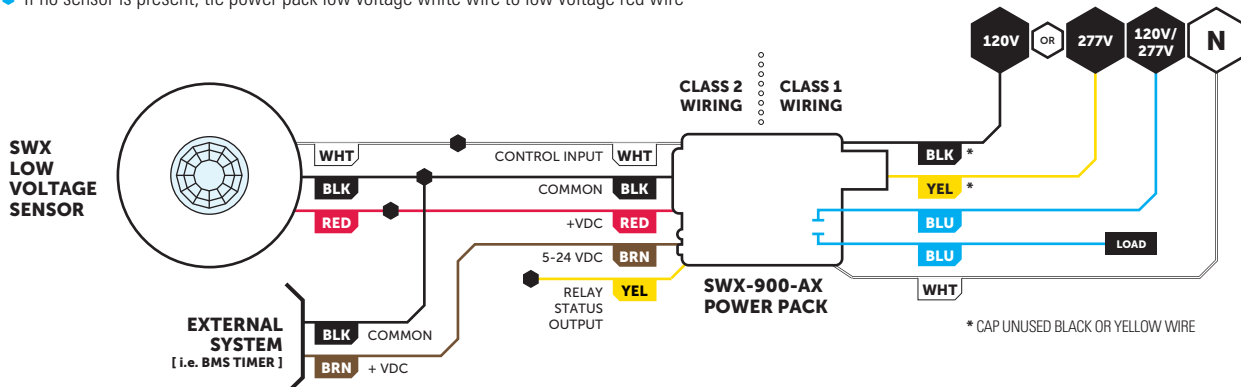 If no sensor is present, tie power pack low voltage white wire to low voltage red wire
120V
OR
277V
120V/
277V
N
CLASS 2
WIRING
CLASS 1
WIRING
SWX
LOW
VOLTAGE
SENSOR
WHT
CONTROL INPUT
WHT
BLK
COMMON
BLK
RED
+VDC
RED
5-24 VDC
BRN
RELAY
STATUS
OUTPUT
YEL
BLK *
YEL *
BLU
BLU
LOAD
WHT
SWX-900-AX
POWER PACK
* CAP UNUSED BLACK OR YELLOW WIRE
EXTERNAL
SYSTEM
[ i.e. BMS TIMER ]
BLK COMMON
BRN + VDC